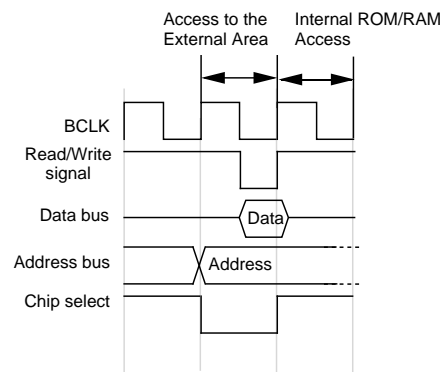 Access to the
External Area
Internal ROM/RAM
Access
BCLK
Read/Write
signal
Data bus
Data
Address bus
Address
Chip select